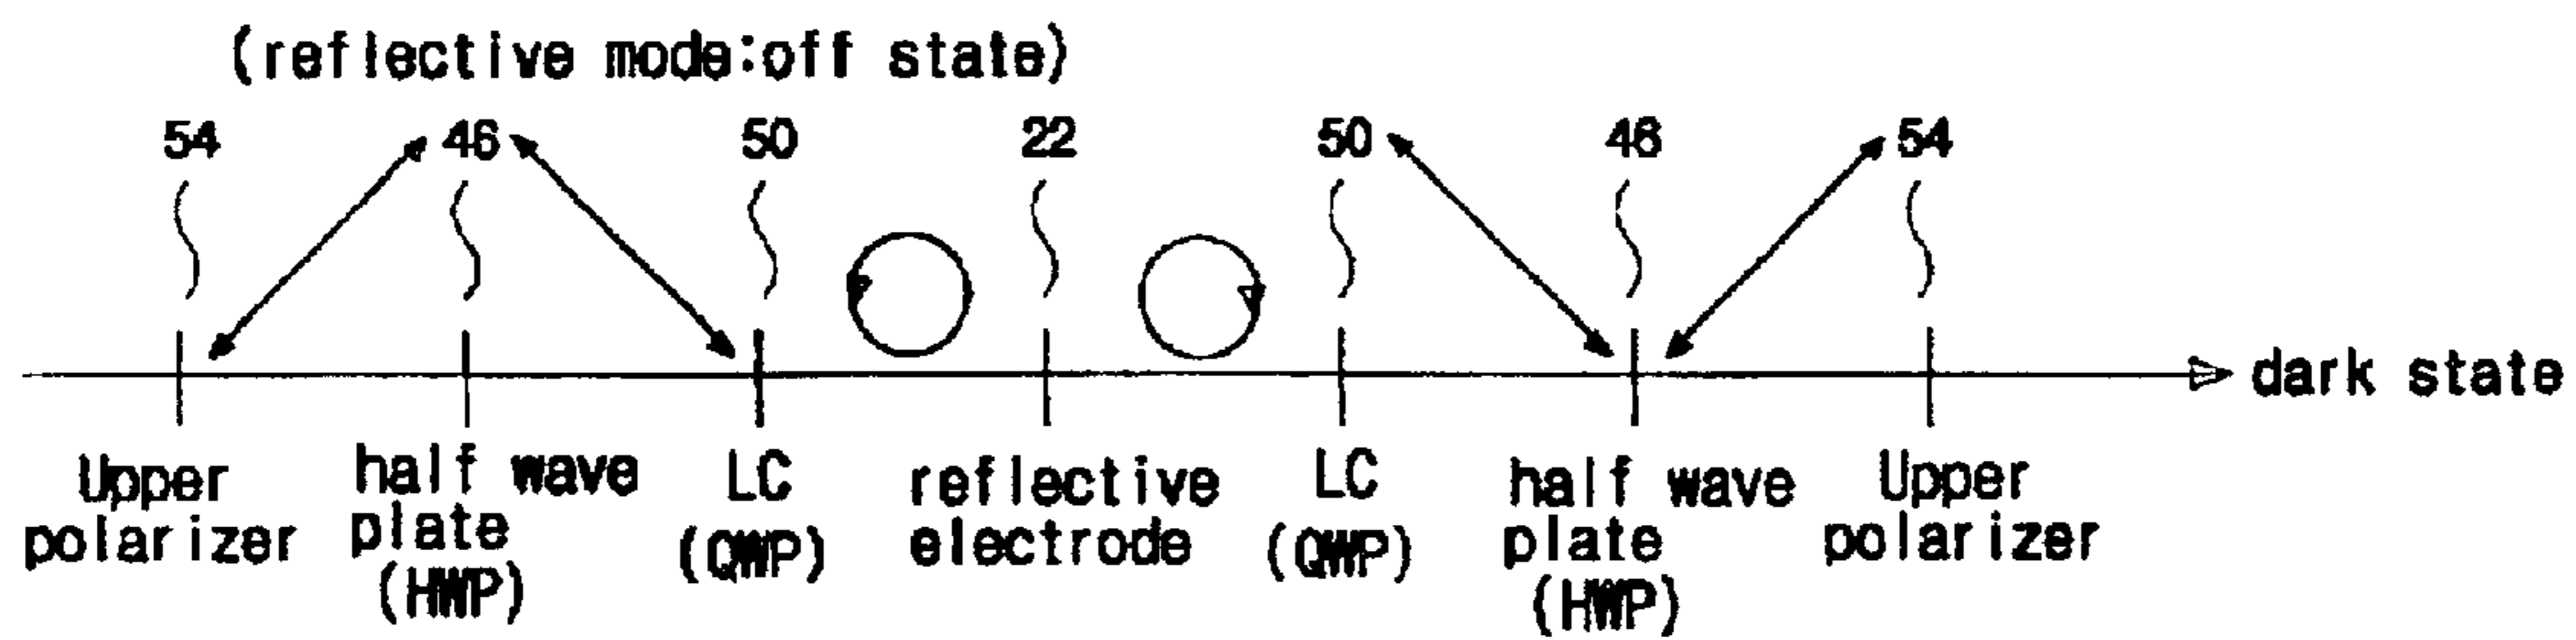 (reflective mode:off state)
54 46 50 22 50 46 54
dark state
Upper
polarizer
half wave
plate
(HWP)
LC
(QWP)
reflective
electrode
LC
(QWP)
half wave
plate
(HWP)
Upper
polarizer